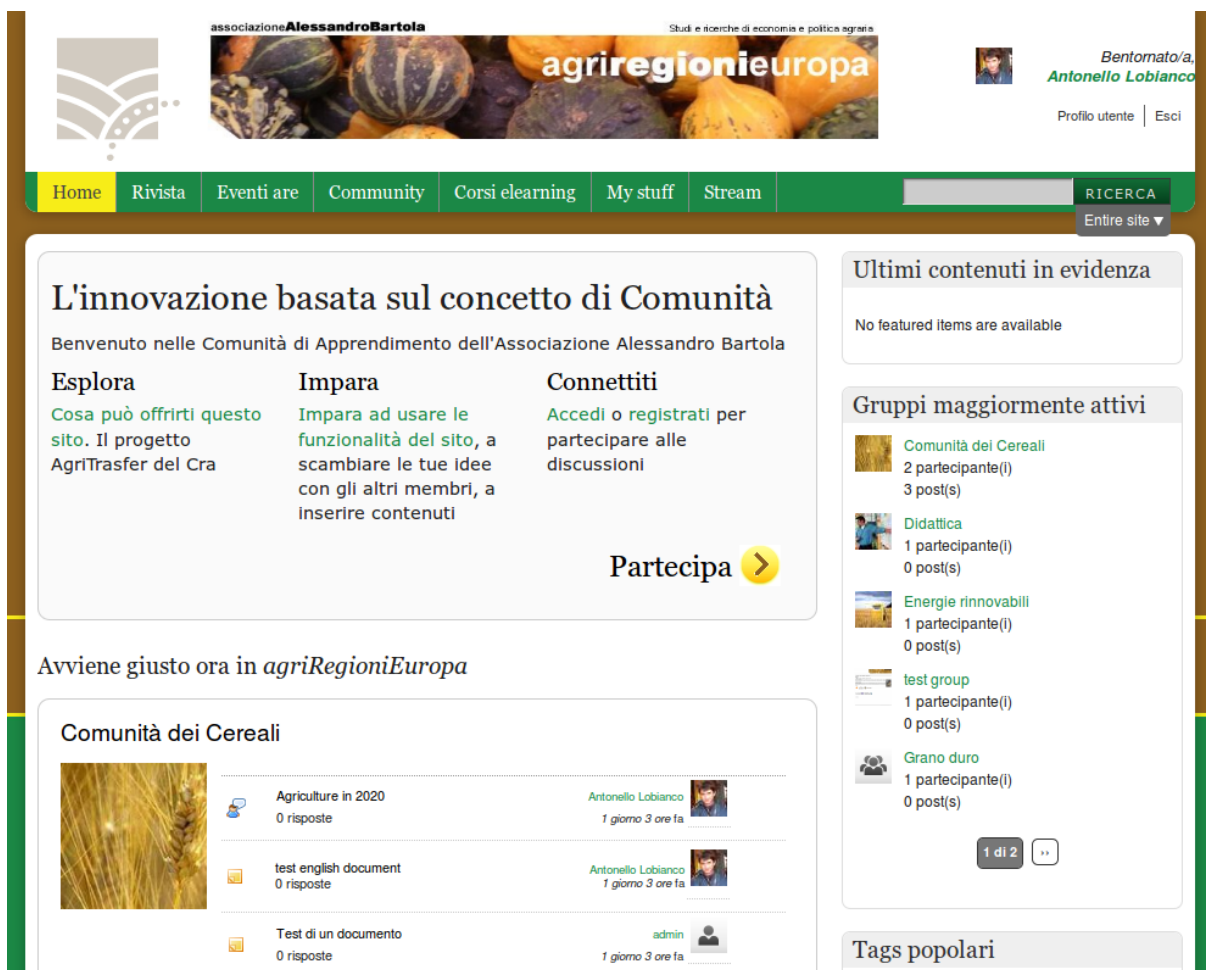 associazioneAlessandroBartola
Studi e ricerche di economia e politica agraria
agriregionieuropa
Bentornato/a,
Antonello Lobianco
Profilo utente
Esci
Home
Rivista
Eventi are
Community
Corsi elearning
My stuff
Stream
RICERCA
Entire site ▼
L'innovazione basata sul concetto di Comunità
Benvenuto nelle Comunità di Apprendimento dell'Associazione Alessandro Bartola
Esplora
Cosa può offrirti questo
sito. Il progetto
AgriTrasfer del Cra
Impara
Impara ad usare le
funzionalità del sito, a
scambiare le tue idee
con gli altri membri, a
inserire contenuti
Connettiti
Accedi o registrati per
partecipare alle
discussioni
Partecipa
Avviene giusto ora in agriRegioniEuropa
Comunità dei Cereali
Agriculture in 2020
0 risposte
Antonello Lobianco
1 giorno 3 ore fa
test english document
0 risposte
Antonello Lobianco
1 giorno 3 ore fa
Test di un documento
0 risposte
admin
1 giorno 3 ore fa
Ultimi contenuti in evidenza
No featured items are available
Gruppi maggiormente attivi
Comunità dei Cereali
2 partecipante(i)
3 post(s)
Didattica
1 partecipante(i)
0 post(s)
Energie rinnovabili
1 partecipante(i)
0 post(s)
test group
1 partecipante(i)
0 post(s)
Grano duro
1 partecipante(i)
0 post(s)
1 di 2
››
Tags popolari